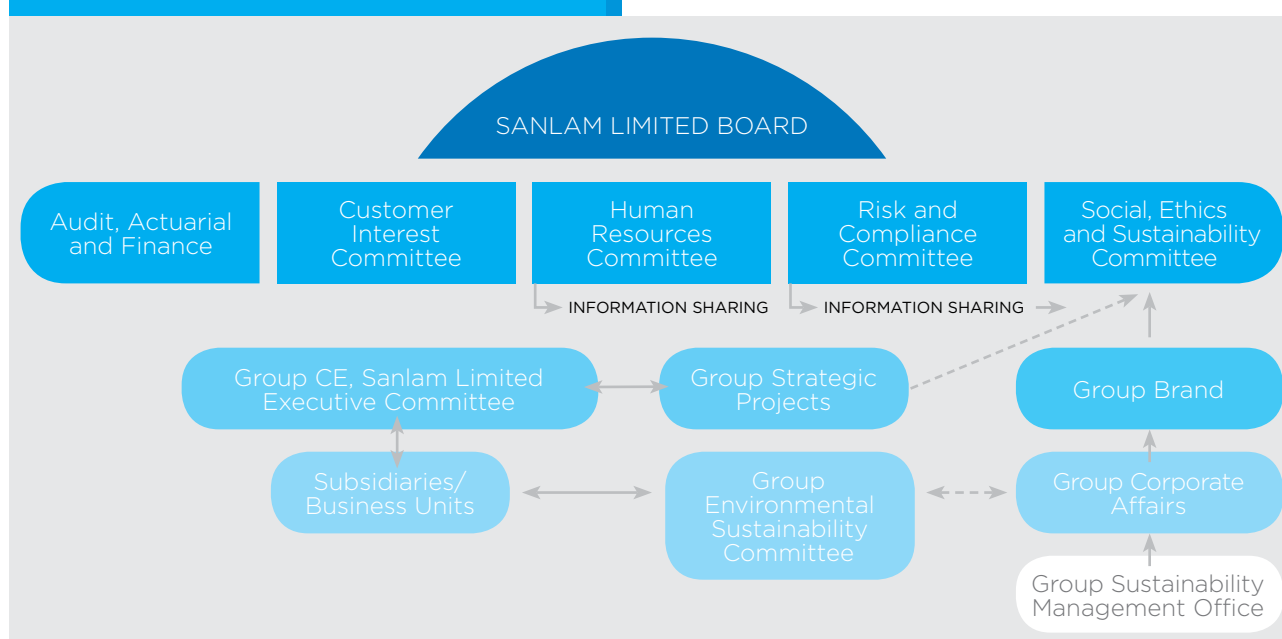 SANLAM LIMITED BOARD
Audit, Actuarial
and Finance
Customer
Interest
Committee
Human
Resources
Committee
Risk and
Compliance
Committee
Social, Ethics
and Sustainability
Committee
INFORMATION SHARING
INFORMATION SHARING
Group CE, Sanlam Limited
Executive Committee
Group Strategic
Projects
Group Brand
Subsidiaries/
Business Units
Group
Environmental
Sustainability
Committee
Group Corporate
Affairs
Group Sustainability
Management Office